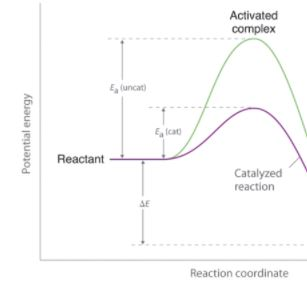 Activated
complex
Eₐ (uncat)
Eₐ (cat)
Potential energy
Reactant
Catalyzed
reaction
ΔE
Reaction coordinate